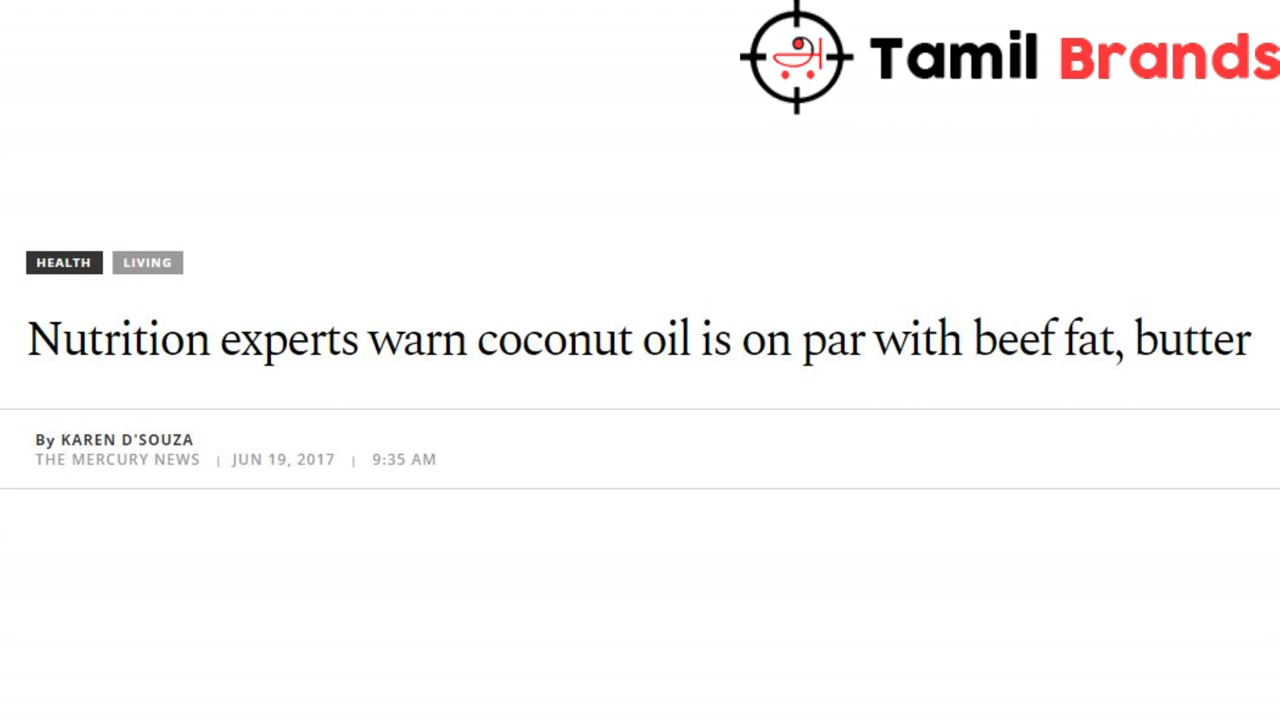 Tamil Brands
HEALTH LIVING
Nutrition experts warn coconut oil is on par with beef fat, butter
By KAREN D'SOUZA
THE MERCURY NEWS | JUN 19, 2017 | 9:35 AM